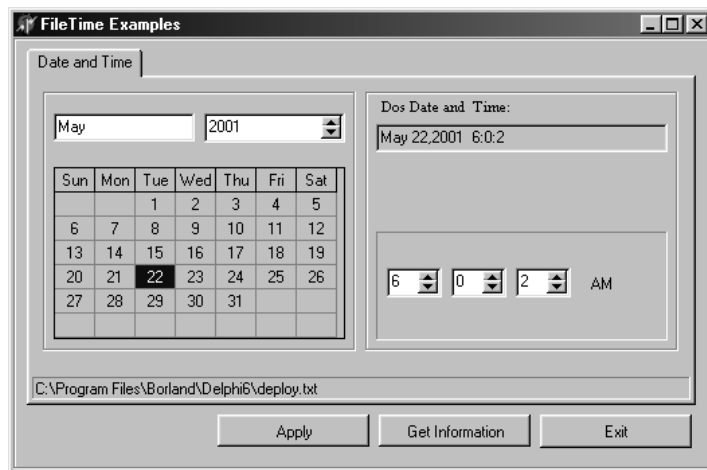 FileTime Examples
Date and Time
May 2001
Sun Mon Tue Wed Thu Fri Sat
1 2 3 4 5
6 7 8 9 10 11 12
13 14 15 16 17 18 19
20 21 22 23 24 25 26
27 28 29 30 31
Dos Date and Time:
May 22,2001 6:0:2
6 0 2 AM
C:\Program Files\Borland\Delphi6\deploy.txt
Apply Get Information Exit